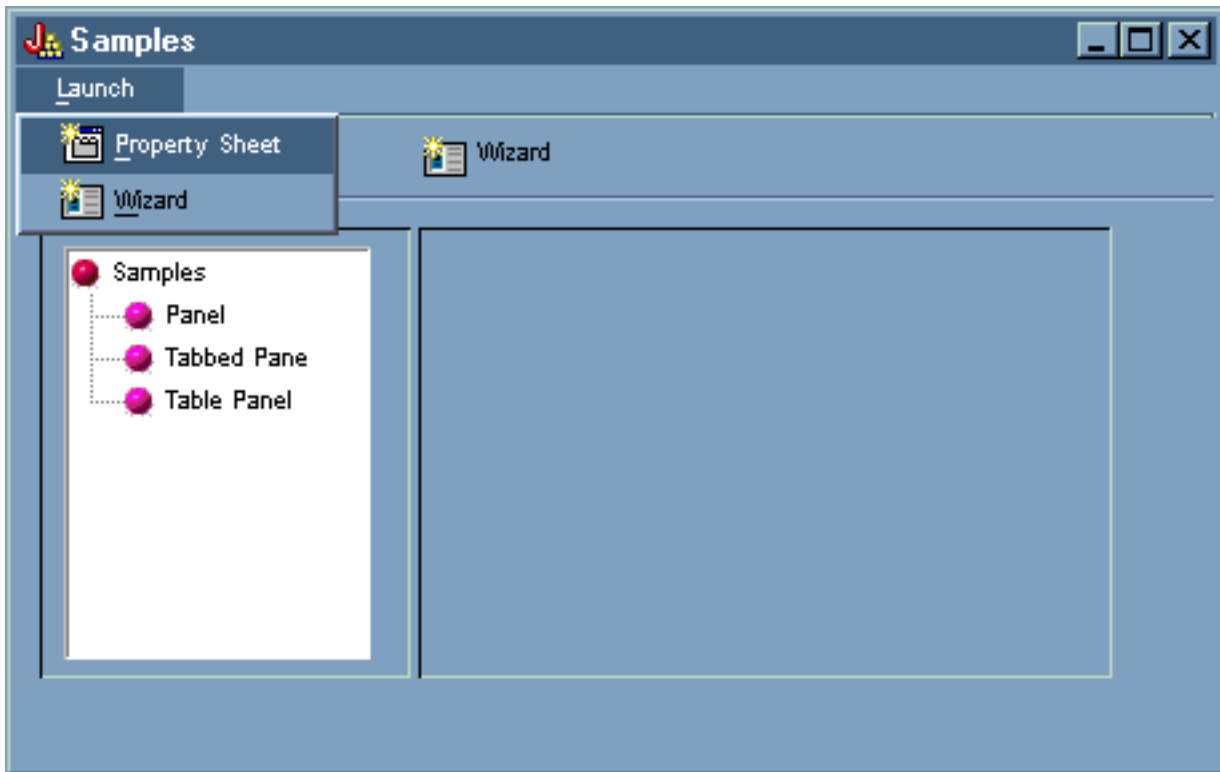 Samples
Launch
Property Sheet
Wizard
Wizard
Samples
Panel
Tabbed Pane
Table Panel